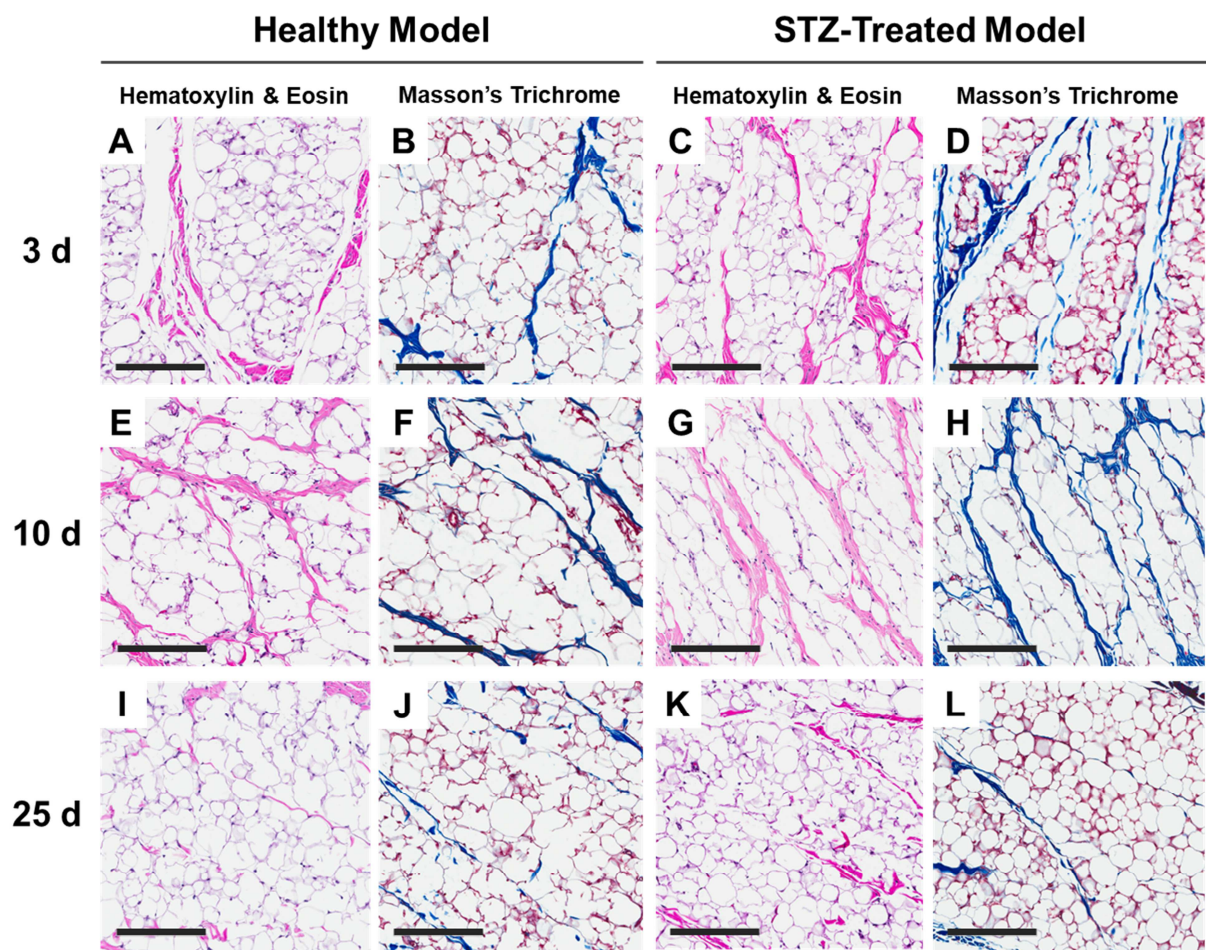 Healthy Model
STZ-Treated Model
Hematoxylin & Eosin
Masson's Trichrome
Hematoxylin & Eosin
Masson's Trichrome
3 d
A
B
C
D
10 d
E
F
G
H
25 d
I
J
K
L